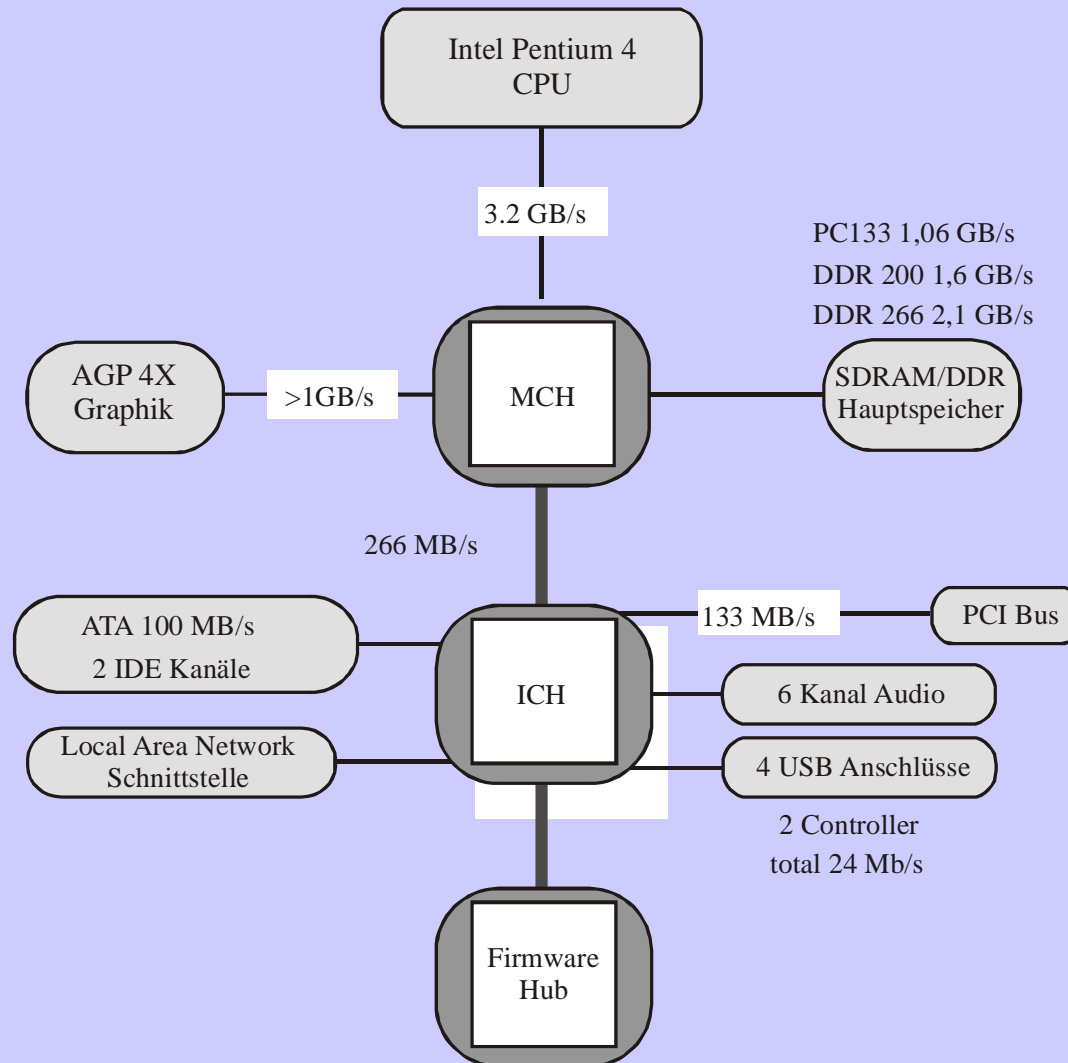 Intel Pentium 4
CPU
3.2 GB/s
PC133 1,06 GB/s
DDR 200 1,6 GB/s
DDR 266 2,1 GB/s
AGP 4X
Graphik
>1GB/s
MCH
SDRAM/DDR
Hauptspeicher
266 MB/s
ATA 100 MB/s
2 IDE Kanäle
133 MB/s
PCI Bus
ICH
6 Kanal Audio
Local Area Network
Schnittstelle
4 USB Anschlüsse
2 Controller
total 24 Mb/s
Firmware
Hub